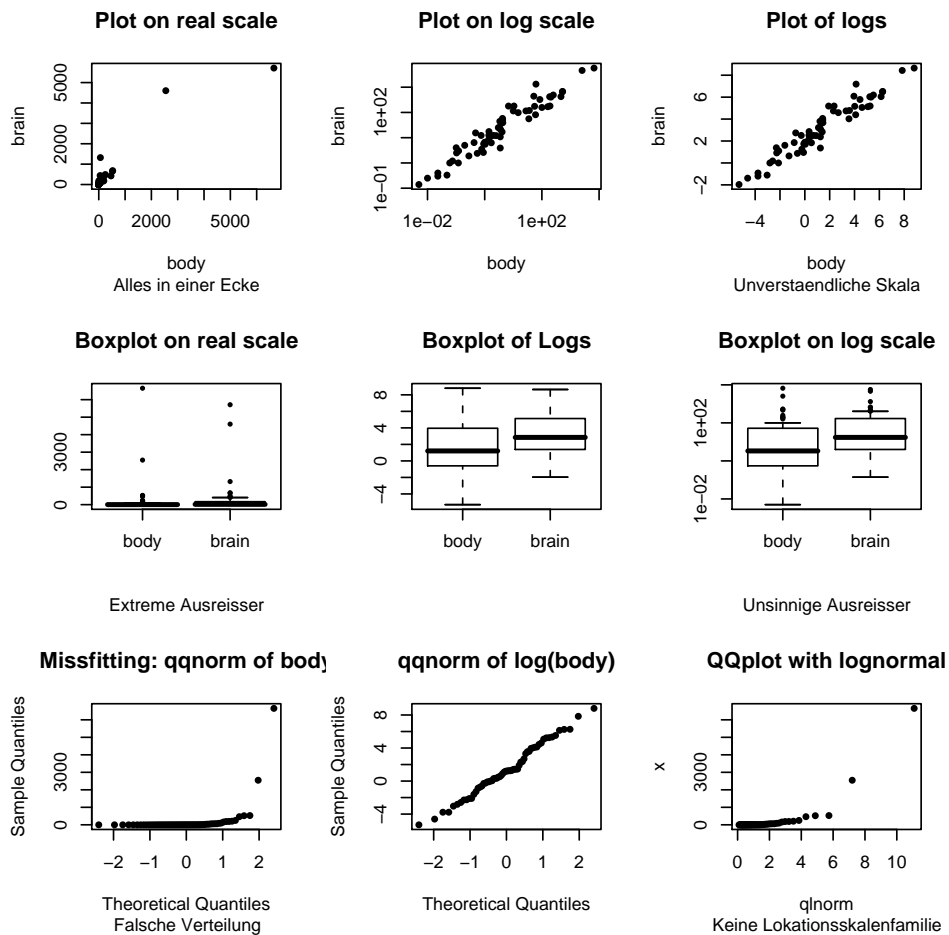 Plot on real scale
brain
0 2000 5000
0 2000 5000
body
Alles in einer Ecke
Plot on log scale
brain
1e−01 1e+02
1e−02 1e+02
body
Plot of logs
brain
−2 2 6
−4 0 2 4 6 8
body
Unverstaendliche Skala
Boxplot on real scale
0 3000
body brain
Extreme Ausreisser
Boxplot of Logs
−4 0 4 8
body brain
Boxplot on log scale
1e−02 1e+02
body brain
Unsinnige Ausreisser
Missfitting: qqnorm of body
Sample Quantiles
0 3000
−2 −1 0 1 2
Theoretical Quantiles
Falsche Verteilung
qqnorm of log(body)
Sample Quantiles
−4 0 4 8
−2 −1 0 1 2
Theoretical Quantiles
QQplot with lognormal
x
0 3000
0 2 4 6 8 10
qlnorm
Keine Lokationsskalenfamilie